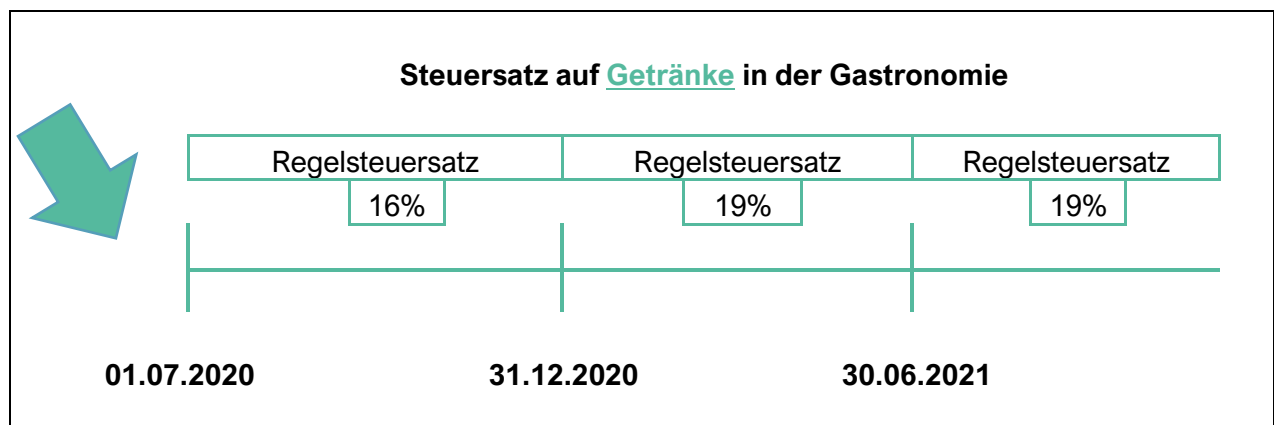 Steuersatz auf Getränke in der Gastronomie
Regelsteuersatz Regelsteuersatz Regelsteuersatz
16% 19% 19%
01.07.2020 31.12.2020 30.06.2021